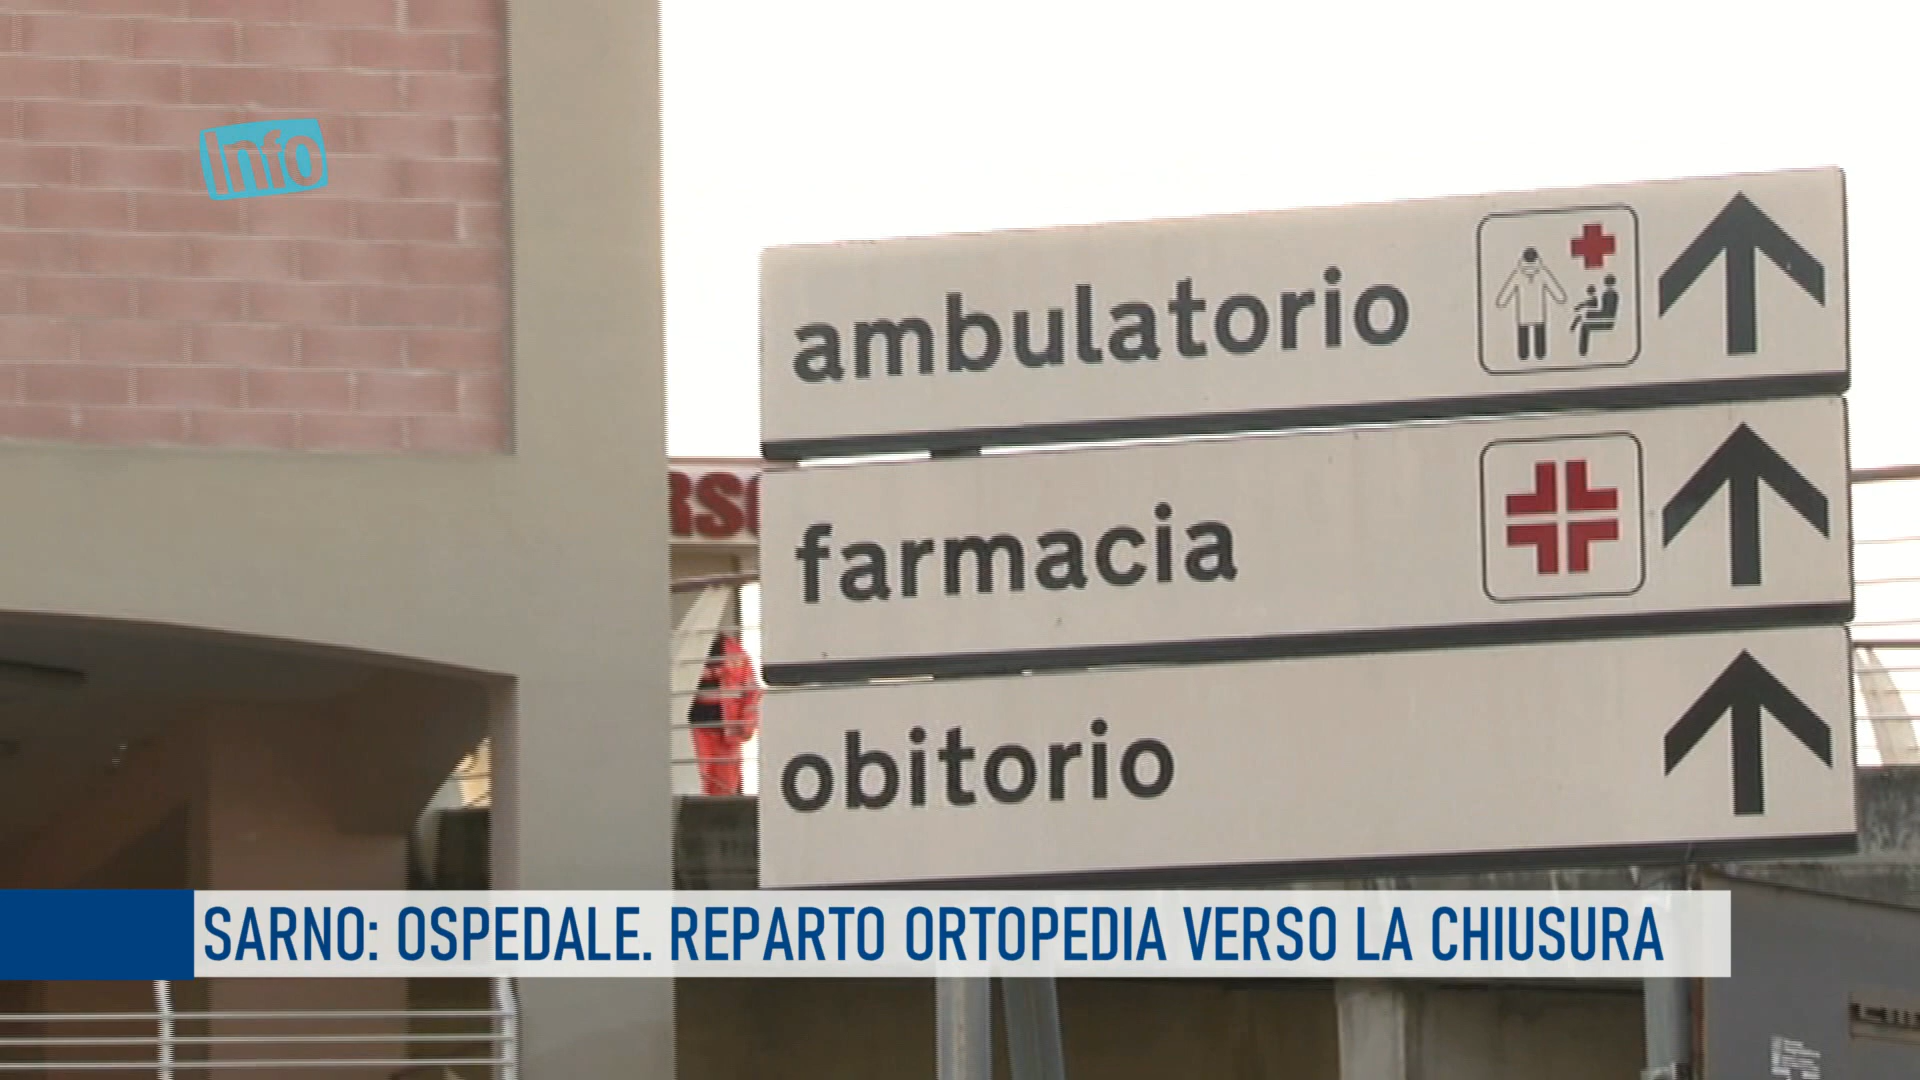 Info
ambulatorio
farmacia
obitorio
SARNO: OSPEDALE. REPARTO ORTOPEDIA VERSO LA CHIUSURA